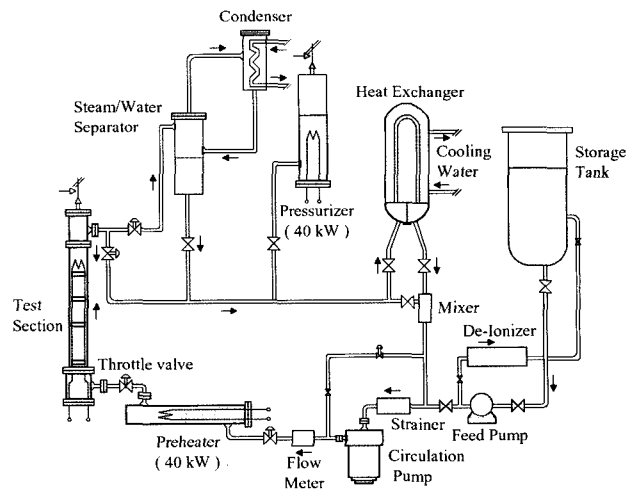 Condenser
Heat Exchanger
Steam/Water
Separator
Cooling
Water
Storage
Tank
Pressurizer
( 40 kW )
Mixer
Test
Section
De-Ionizer
Throttle valve
Strainer
Feed Pump
Preheater
( 40 kW )
Flow
Meter
Circulation
Pump